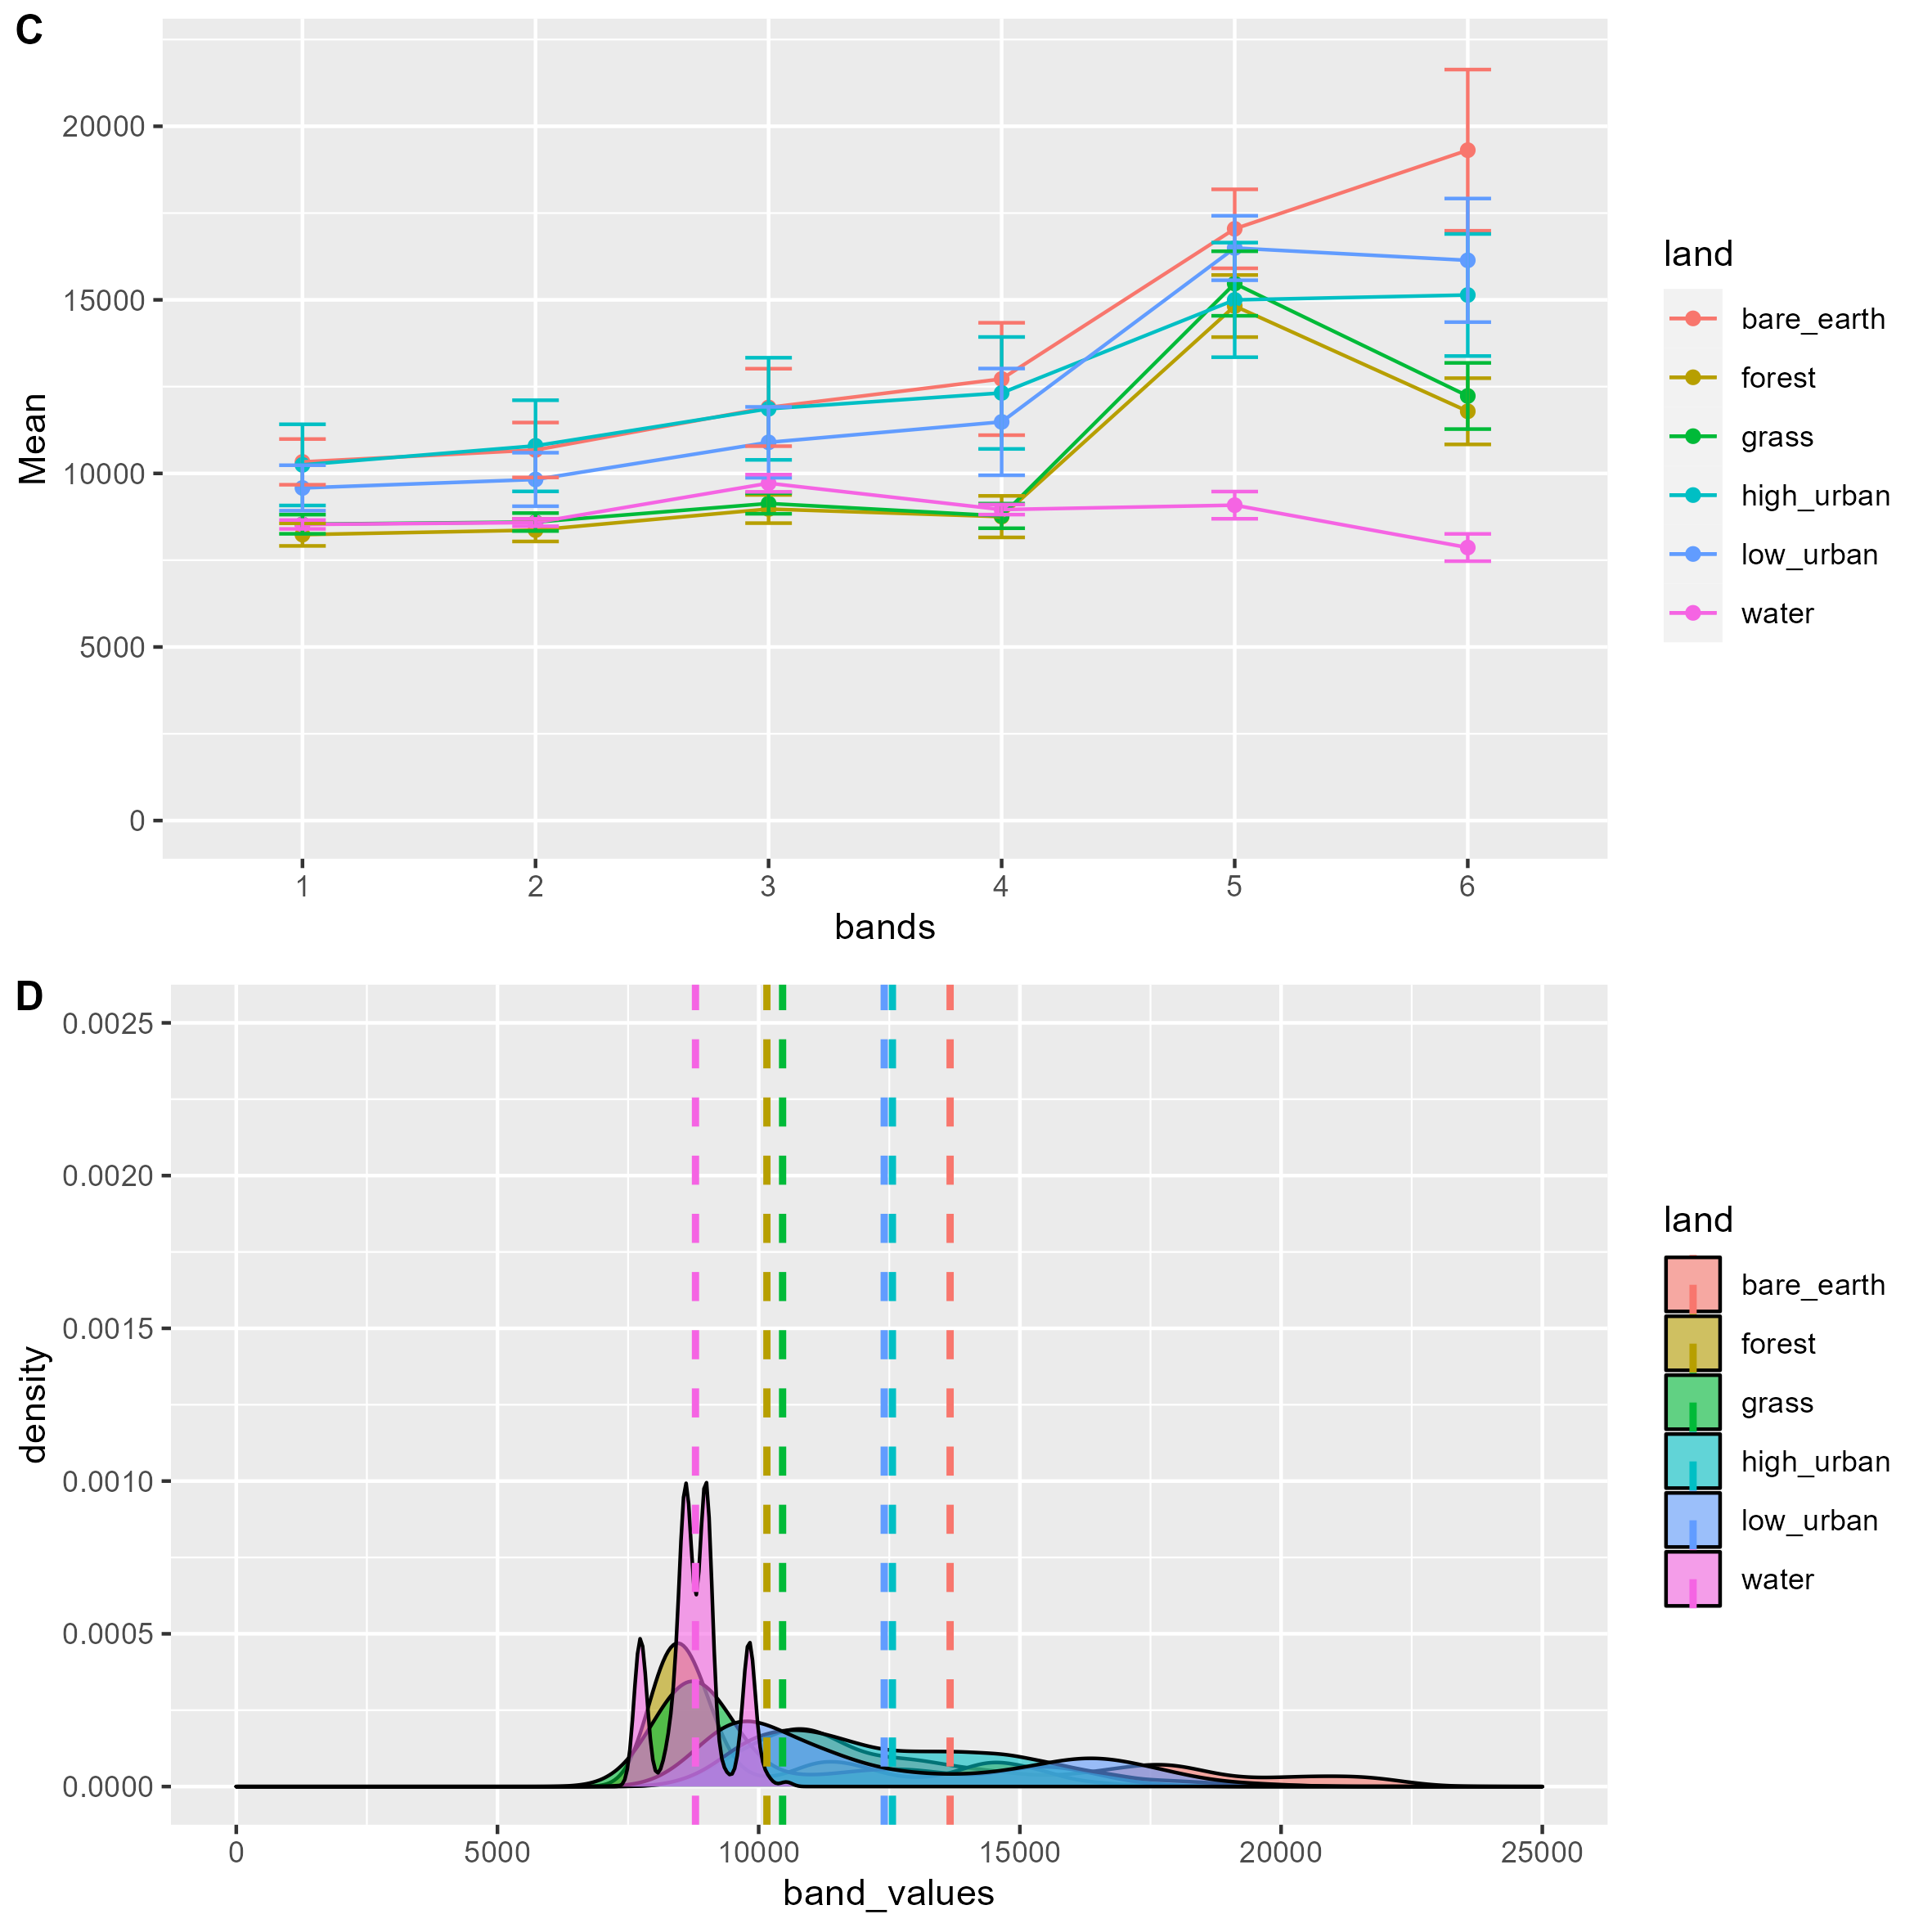 C
20000
15000
10000
5000
0
Mean
1 2 3 4 5 6
bands
land
bare_earth
forest
grass
high_urban
low_urban
water
D
0.0025
0.0020
0.0015
0.0010
0.0005
0.0000
density
0 5000 10000 15000 20000 25000
band_values
land
bare_earth
forest
grass
high_urban
low_urban
water